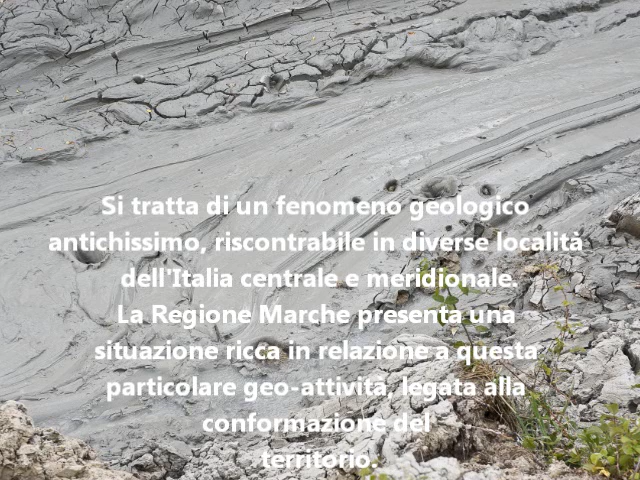 Si tratta di un fenomeno geologico
antichissimo, riscontrabile in diverse località
dell'Italia centrale e meridionale.
La Regione Marche presenta una
situazione ricca in relazione a questa
particolare geo-attività, legata alla
conformazione del
territorio.